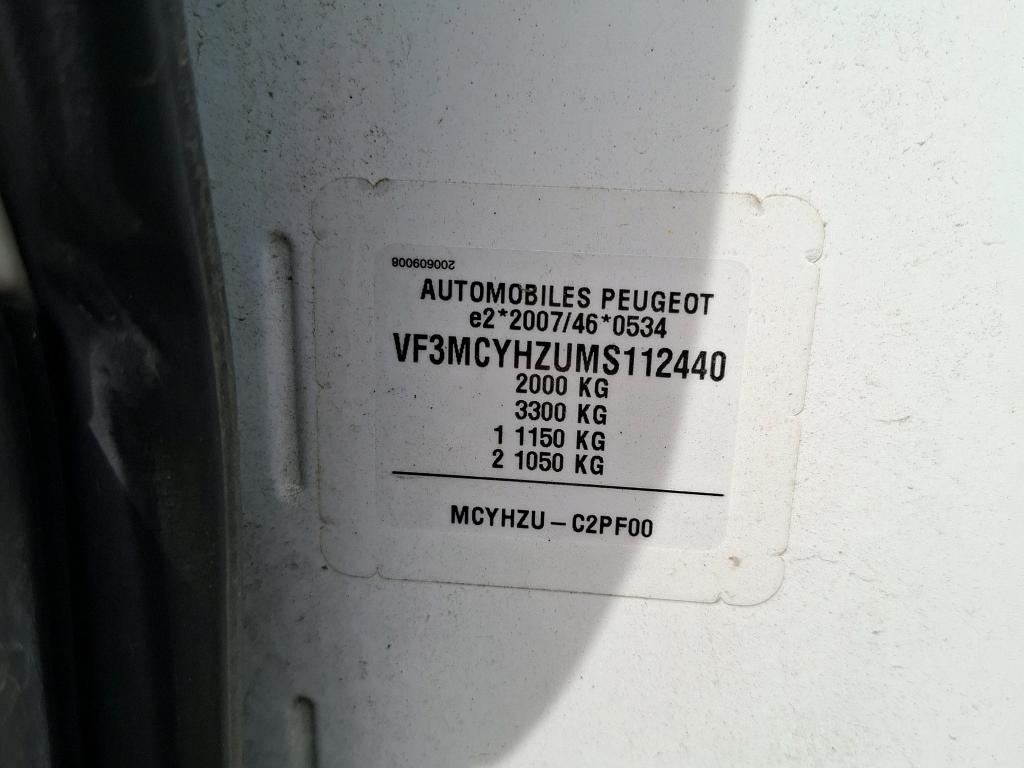 200609008
AUTOMOBILES PEUGEOT
e2*2007/46*0534
VF3MCYHZUMS112440
2000 KG
3300 KG
1 1150 KG
2 1050 KG
MCYHZU – C2PF00